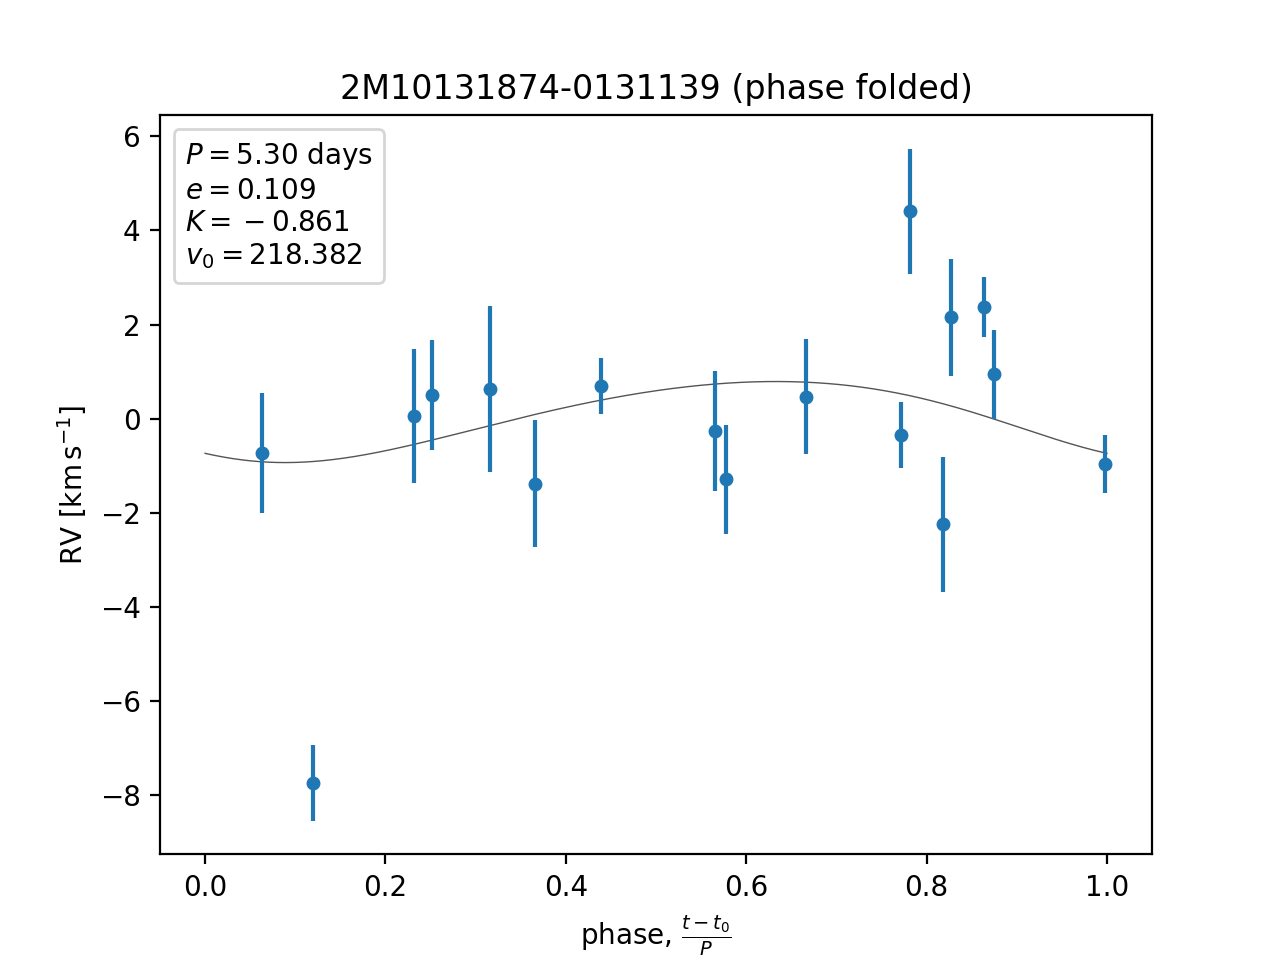 2M10131874-0131139 (phase folded)
P = 5.30 days
e = 0.109
K = −0.861
v₀ = 218.382
6
4
2
0
−2
−4
−6
−8
RV [km s⁻¹]
0.0 0.2 0.4 0.6 0.8 1.0
phase, (t − t₀)/P